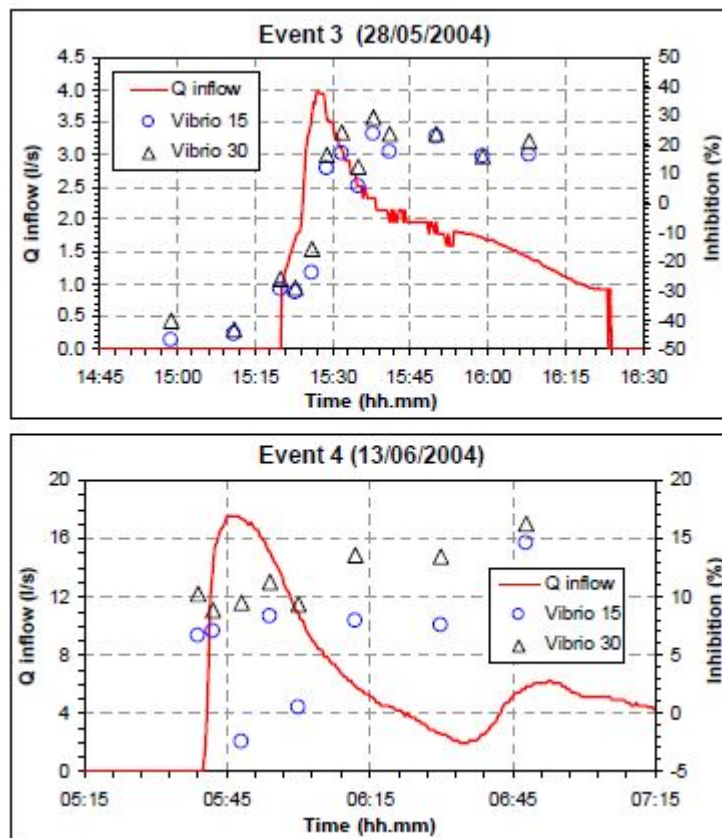 Event 3 (28/05/2004)
4.5
4.0
3.5
3.0
2.5
2.0
1.5
1.0
0.5
0.0
Q inflow (l/s)
Q inflow
Vibrio 15
Vibrio 30
50
40
30
20
10
0
-10
-20
-30
-40
-50
Inhibition (%)
14:45 15:00 15:15 15:30 15:45 16:00 16:15 16:30
Time (hh.mm)
Event 4 (13/06/2004)
20
16
12
8
4
0
Q inflow (l/s)
Q inflow
Vibrio 15
Vibrio 30
20
15
10
5
0
-5
Inhibition (%)
05:15 05:45 06:15 06:45 07:15
Time (hh.mm)